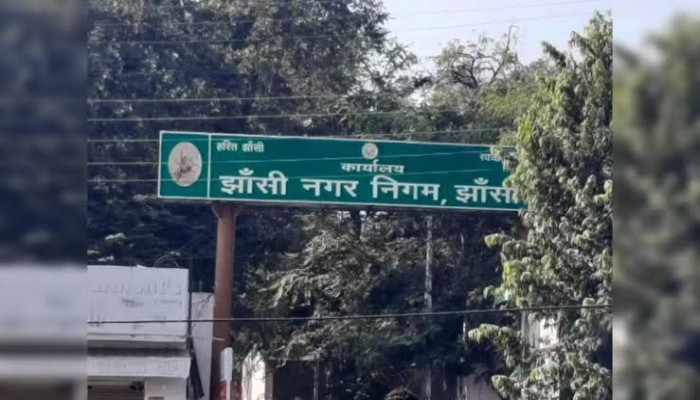 हरित झाँसी
कार्यालय
झाँसी नगर निगम, झाँसी